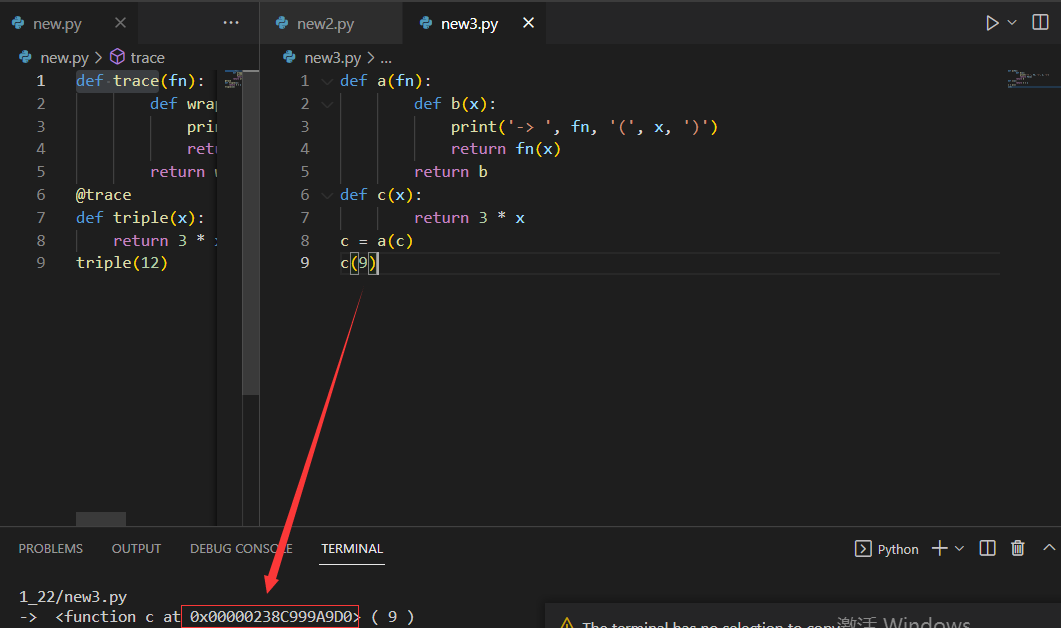 new.py
new2.py
new3.py
new.py > trace
new3.py > ...
1 def trace(fn):
2 def wrap
3 prin
4 retu
5 return
6 @trace
7 def triple(x):
8 return 3 *
9 triple(12)
1 def a(fn):
2 def b(x):
3 print('-> ', fn, '(', x, ')')
4 return fn(x)
5 return b
6 def c(x):
7 return 3 * x
8 c = a(c)
9 c(9)
PROBLEMS OUTPUT DEBUG CONSOLE TERMINAL
Python
1_22/new3.py
-> <function c at 0x00000238C999A9D0> ( 9 )
The terminal has no selection to copy
激活 Windows